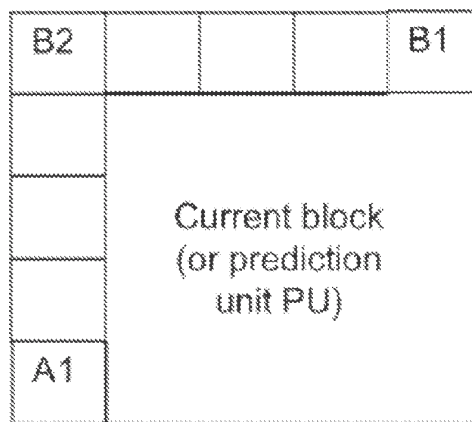 B2 B1
Current block
(or prediction
unit PU)
A1